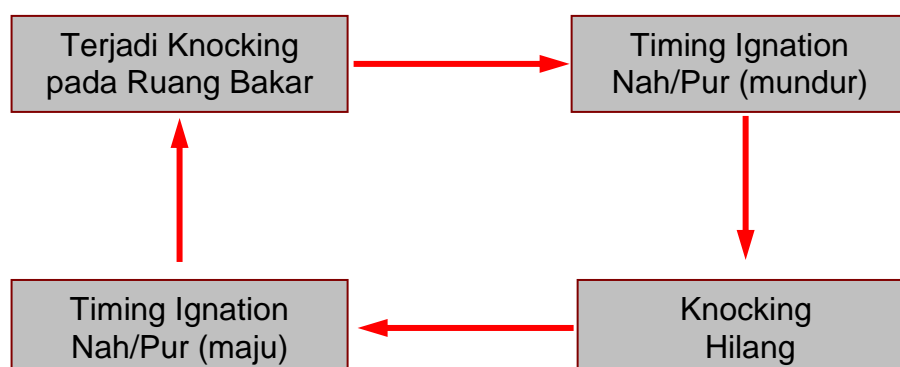 Terjadi Knocking
pada Ruang Bakar
Timing Ignation
Nah/Pur (mundur)
Timing Ignation
Nah/Pur (maju)
Knocking
Hilang